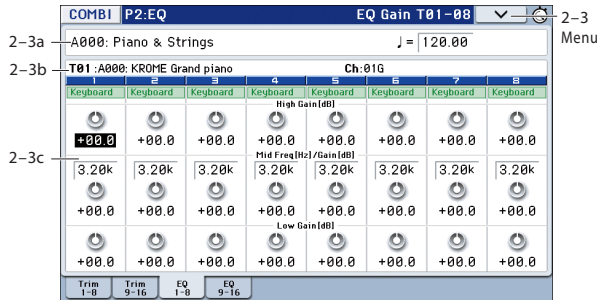 COMBI P2:EQ EQ Gain T01-08
2–3
Menu
2–3a
A000: Piano & Strings ♩= 120.00
2–3b
T01 :A000: KROME Grand piano Ch:01G
1 2 3 4 5 6 7 8
Keyboard Keyboard Keyboard Keyboard Keyboard Keyboard Keyboard Keyboard
High Gain[dB]
+00.0 +00.0 +00.0 +00.0 +00.0 +00.0 +00.0 +00.0
Mid Freq[Hz]/Gain[dB]
2–3c
3.20k 3.20k 3.20k 3.20k 3.20k 3.20k 3.20k 3.20k
+00.0 +00.0 +00.0 +00.0 +00.0 +00.0 +00.0 +00.0
Low Gain[dB]
+00.0 +00.0 +00.0 +00.0 +00.0 +00.0 +00.0 +00.0
Trim 1-8 Trim 9-16 EQ 1-8 EQ 9-16